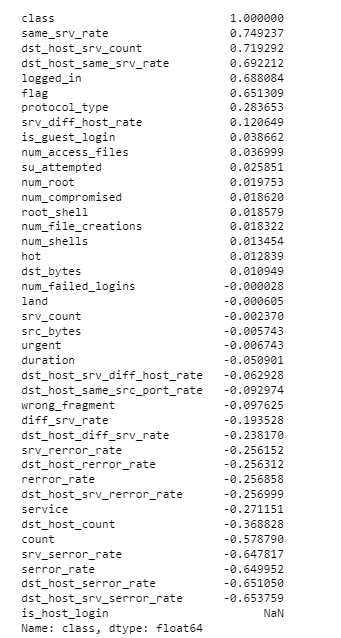 class 1.000000
same_srv_rate 0.749237
dst_host_srv_count 0.719292
dst_host_same_srv_rate 0.692212
logged_in 0.688084
flag 0.651309
protocol_type 0.283653
srv_diff_host_rate 0.120649
is_guest_login 0.038662
num_access_files 0.036999
su_attempted 0.025851
num_root 0.019753
num_compromised 0.018620
root_shell 0.018579
num_file_creations 0.018322
num_shells 0.013454
hot 0.012839
dst_bytes 0.010949
num_failed_logins -0.000028
land -0.000605
srv_count -0.002370
src_bytes -0.005743
urgent -0.006743
duration -0.050901
dst_host_srv_diff_host_rate -0.062928
dst_host_same_src_port_rate -0.092974
wrong_fragment -0.097625
diff_srv_rate -0.193528
dst_host_diff_srv_rate -0.238170
srv_rerror_rate -0.256152
dst_host_rerror_rate -0.256312
rerror_rate -0.256858
dst_host_srv_rerror_rate -0.256999
service -0.271151
dst_host_count -0.368828
count -0.578790
srv_serror_rate -0.647817
serror_rate -0.649952
dst_host_serror_rate -0.651050
dst_host_srv_serror_rate -0.653759
is_host_login NaN
Name: class, dtype: float64